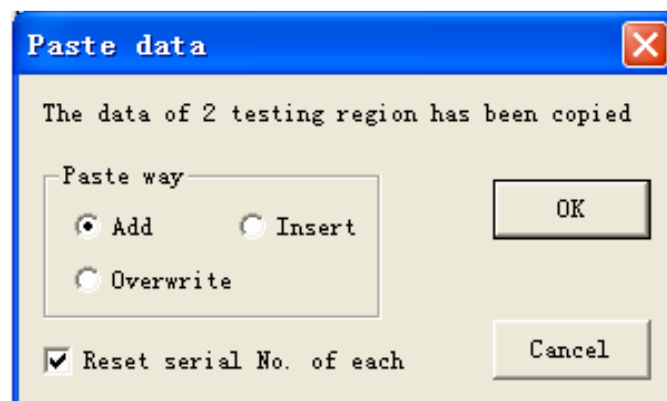 Paste data
The data of 2 testing region has been copied
Paste way
Add
Insert
Overwrite
OK
Reset serial No. of each
Cancel